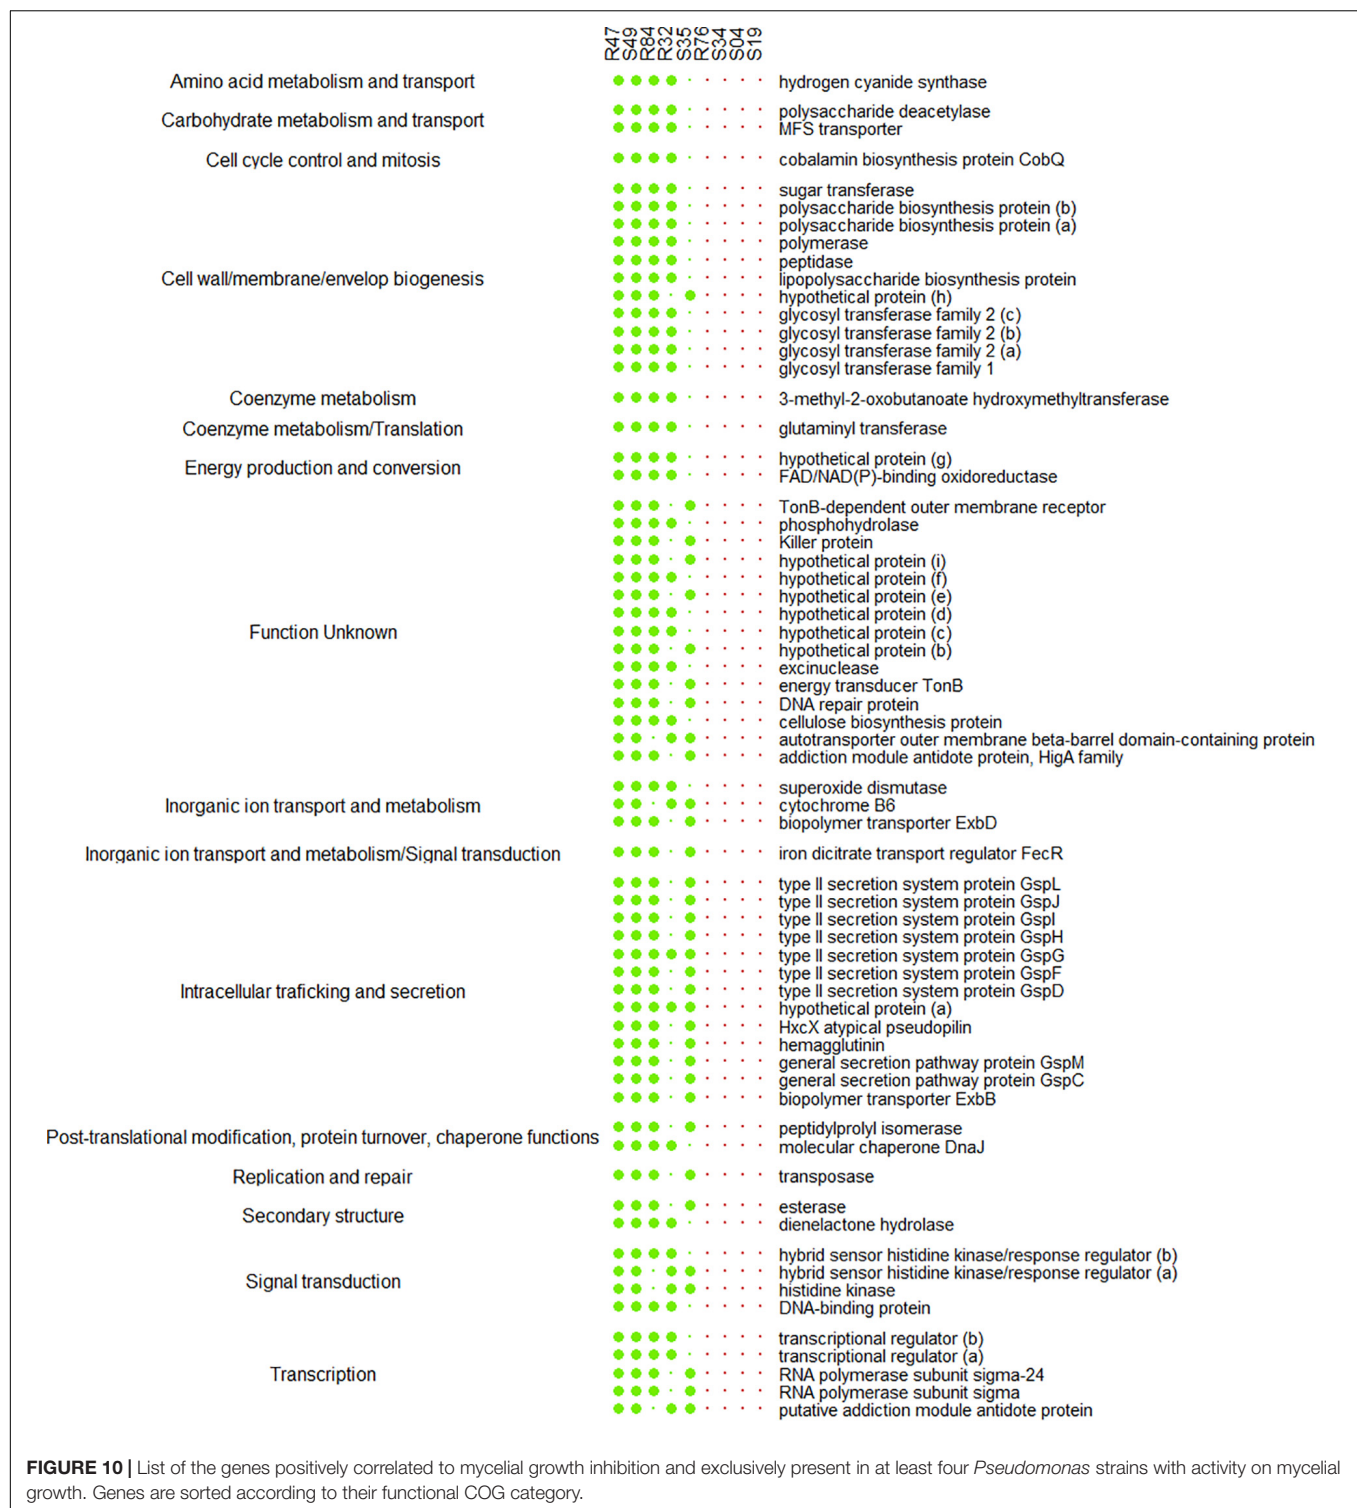 R47 S49 R84 R32 S35 R76 S34 S04 S19
Amino acid metabolism and transport hydrogen cyanide synthase
polysaccharide deacetylase
Carbohydrate metabolism and transport
MFS transporter
Cell cycle control and mitosis cobalamin biosynthesis protein CobQ
sugar transferase
polysaccharide biosynthesis protein (b)
polysaccharide biosynthesis protein (a)
polymerase
peptidase
Cell wall/membrane/envelop biogenesis lipopolysaccharide biosynthesis protein
hypothetical protein (h)
glycosyl transferase family 2 (c)
glycosyl transferase family 2 (b)
glycosyl transferase family 2 (a)
glycosyl transferase family 1
Coenzyme metabolism 3-methyl-2-oxobutanoate hydroxymethyltransferase
Coenzyme metabolism/Translation glutaminyl transferase
hypothetical protein (g)
Energy production and conversion
FAD/NAD(P)-binding oxidoreductase
TonB-dependent outer membrane receptor
phosphohydrolase
Killer protein
hypothetical protein (i)
hypothetical protein (f)
hypothetical protein (e)
hypothetical protein (d)
Function Unknown hypothetical protein (c)
hypothetical protein (b)
excinuclease
energy transducer TonB
DNA repair protein
cellulose biosynthesis protein
autotransporter outer membrane beta-barrel domain-containing protein
addiction module antidote protein, HigA family
superoxide dismutase
Inorganic ion transport and metabolism cytochrome B6
biopolymer transporter ExbD
Inorganic ion transport and metabolism/Signal transduction iron dicitrate transport regulator FecR
type II secretion system protein GspL
type II secretion system protein GspJ
type II secretion system protein GspI
type II secretion system protein GspH
type II secretion system protein GspG
type II secretion system protein GspF
Intracellular traficking and secretion type II secretion system protein GspD
hypothetical protein (a)
HxcX atypical pseudopilin
hemagglutinin
general secretion pathway protein GspM
general secretion pathway protein GspC
biopolymer transporter ExbB
peptidylprolyl isomerase
Post-translational modification, protein turnover, chaperone functions
molecular chaperone DnaJ
Replication and repair transposase
esterase
Secondary structure
dienelactone hydrolase
hybrid sensor histidine kinase/response regulator (b)
hybrid sensor histidine kinase/response regulator (a)
Signal transduction
histidine kinase
DNA-binding protein
transcriptional regulator (b)
transcriptional regulator (a)
Transcription RNA polymerase subunit sigma-24
RNA polymerase subunit sigma
putative addiction module antidote protein
FIGURE 10 | List of the genes positively correlated to mycelial growth inhibition and exclusively present in at least four Pseudomonas strains with activity on mycelial
growth. Genes are sorted according to their functional COG category.